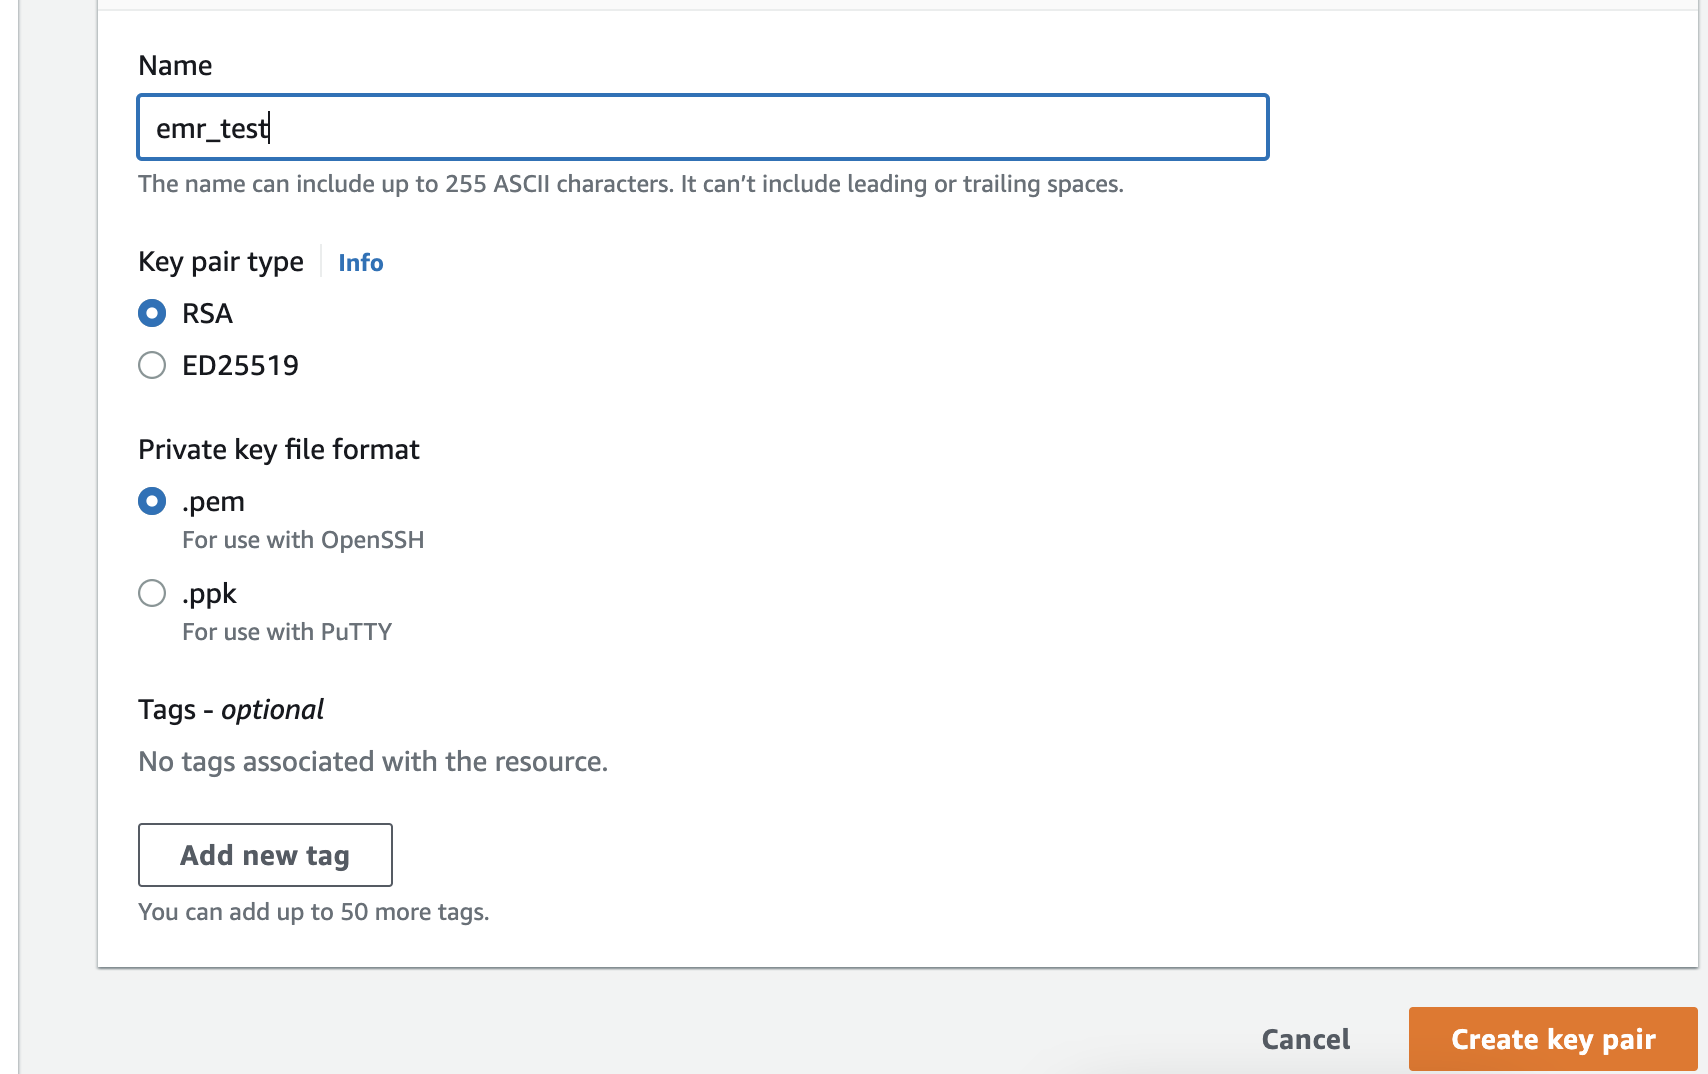 Name
emr_test
The name can include up to 255 ASCII characters. It can't include leading or trailing spaces.
Key pair type
Info
RSA
ED25519
Private key file format
.pem
For use with OpenSSH
.ppk
For use with PuTTY
Tags - optional
No tags associated with the resource.
Add new tag
You can add up to 50 more tags.
Cancel
Create key pair